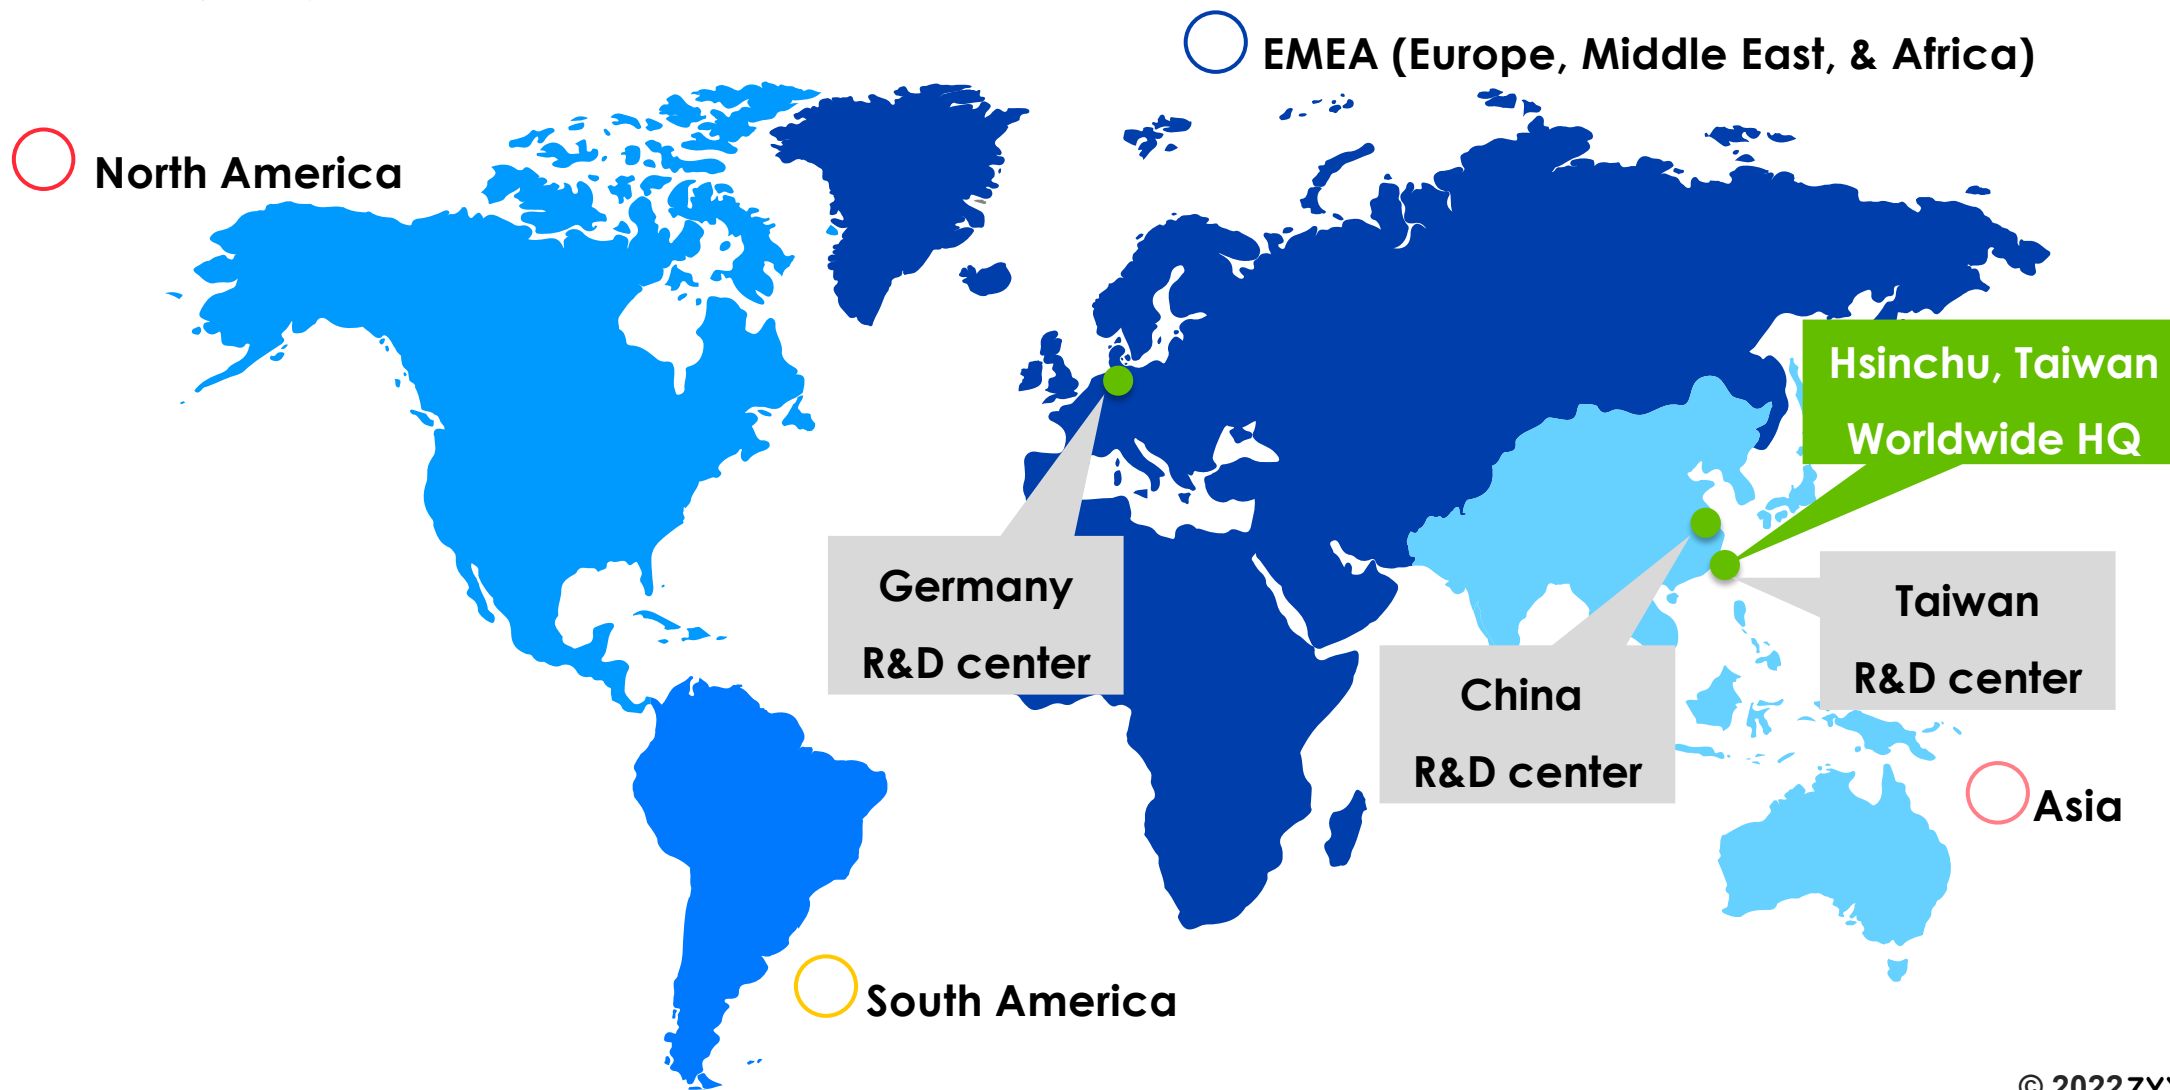 EMEA (Europe, Middle East, & Africa)
North America
Hsinchu, Taiwan
Worldwide HQ
Germany
R&D center
Taiwan
R&D center
China
R&D center
Asia
South America
© 2022